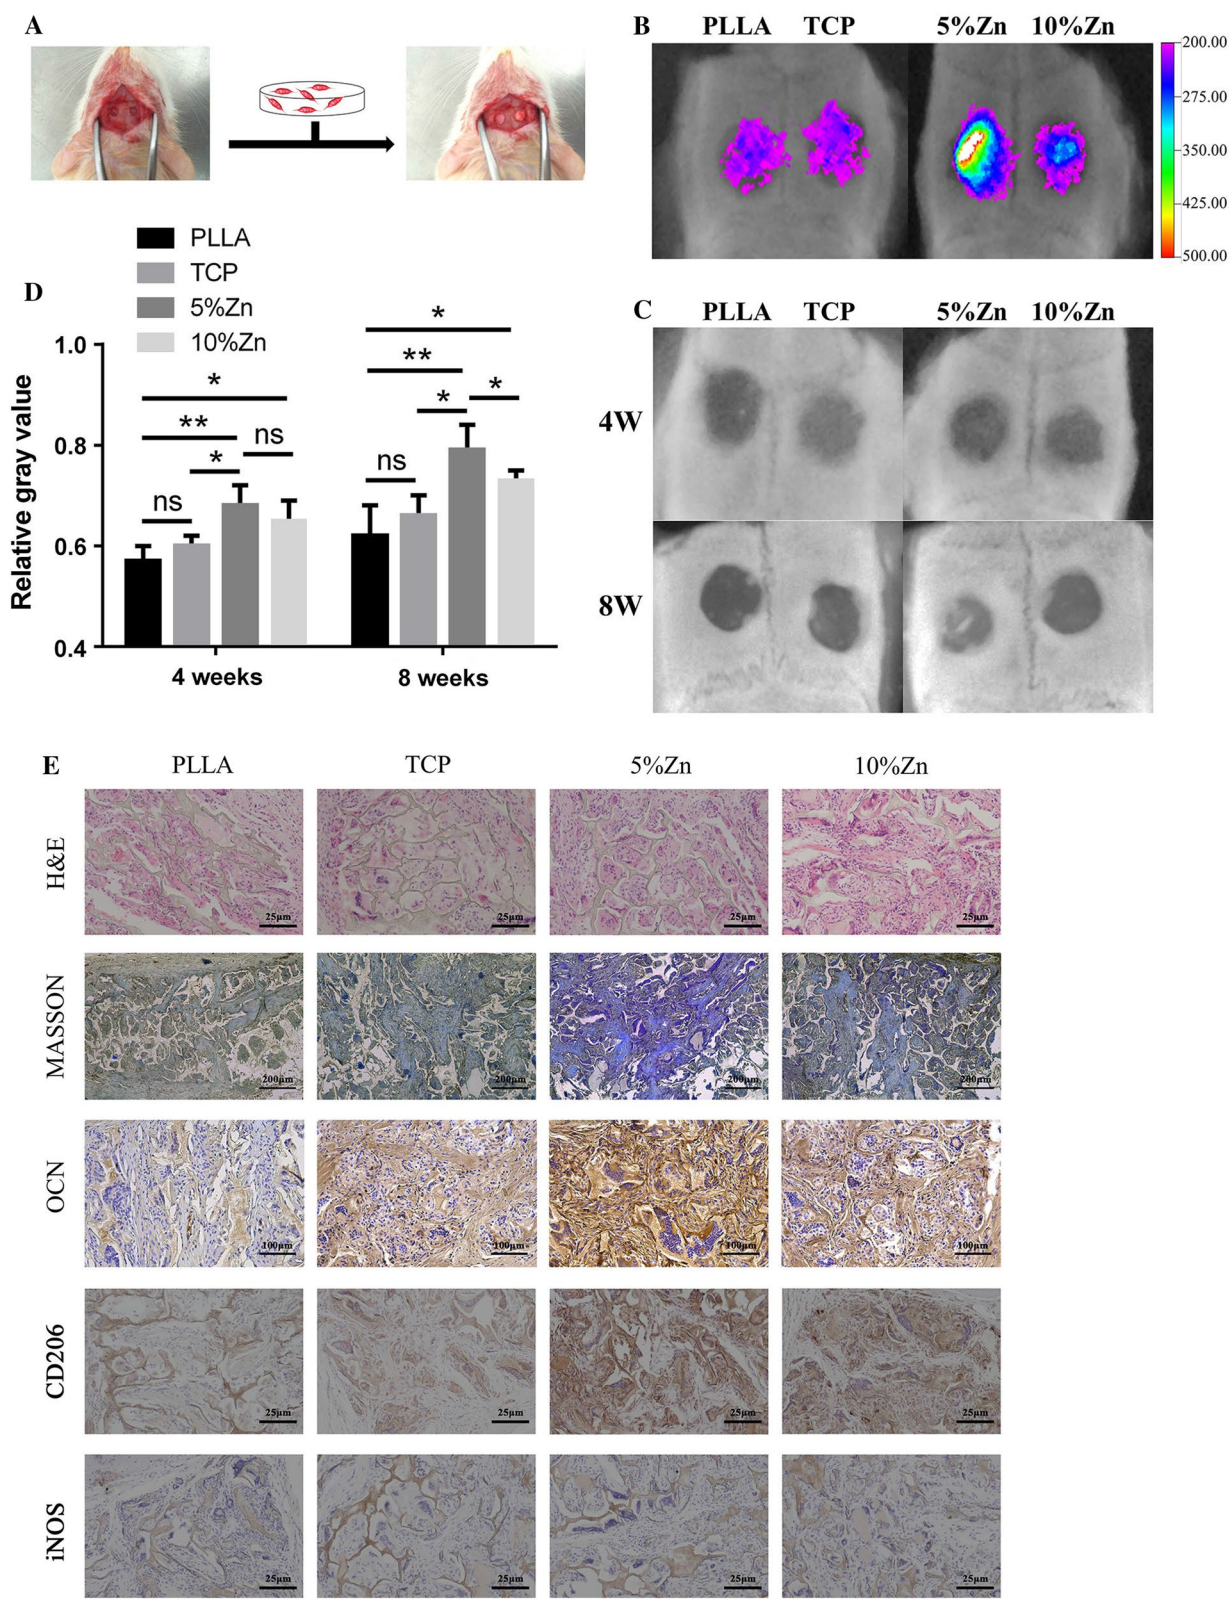 A
B
PLLA TCP 5%Zn 10%Zn
200.00
275.00
350.00
425.00
500.00
PLLA
TCP
5%Zn
10%Zn
D
Relative gray value
1.0
0.8
0.6
0.4
*
**
*
ns
ns
*
**
*
*
ns
4 weeks 8 weeks
C
PLLA TCP 5%Zn 10%Zn
4W
8W
E
PLLA TCP 5%Zn 10%Zn
H&E
25μm 25μm 25μm 25μm
MASSON
200μm 200μm 200μm 200μm
OCN
100μm 100μm 100μm 100μm
CD206
25μm 25μm 25μm 25μm
iNOS
25μm 25μm 25μm 25μm